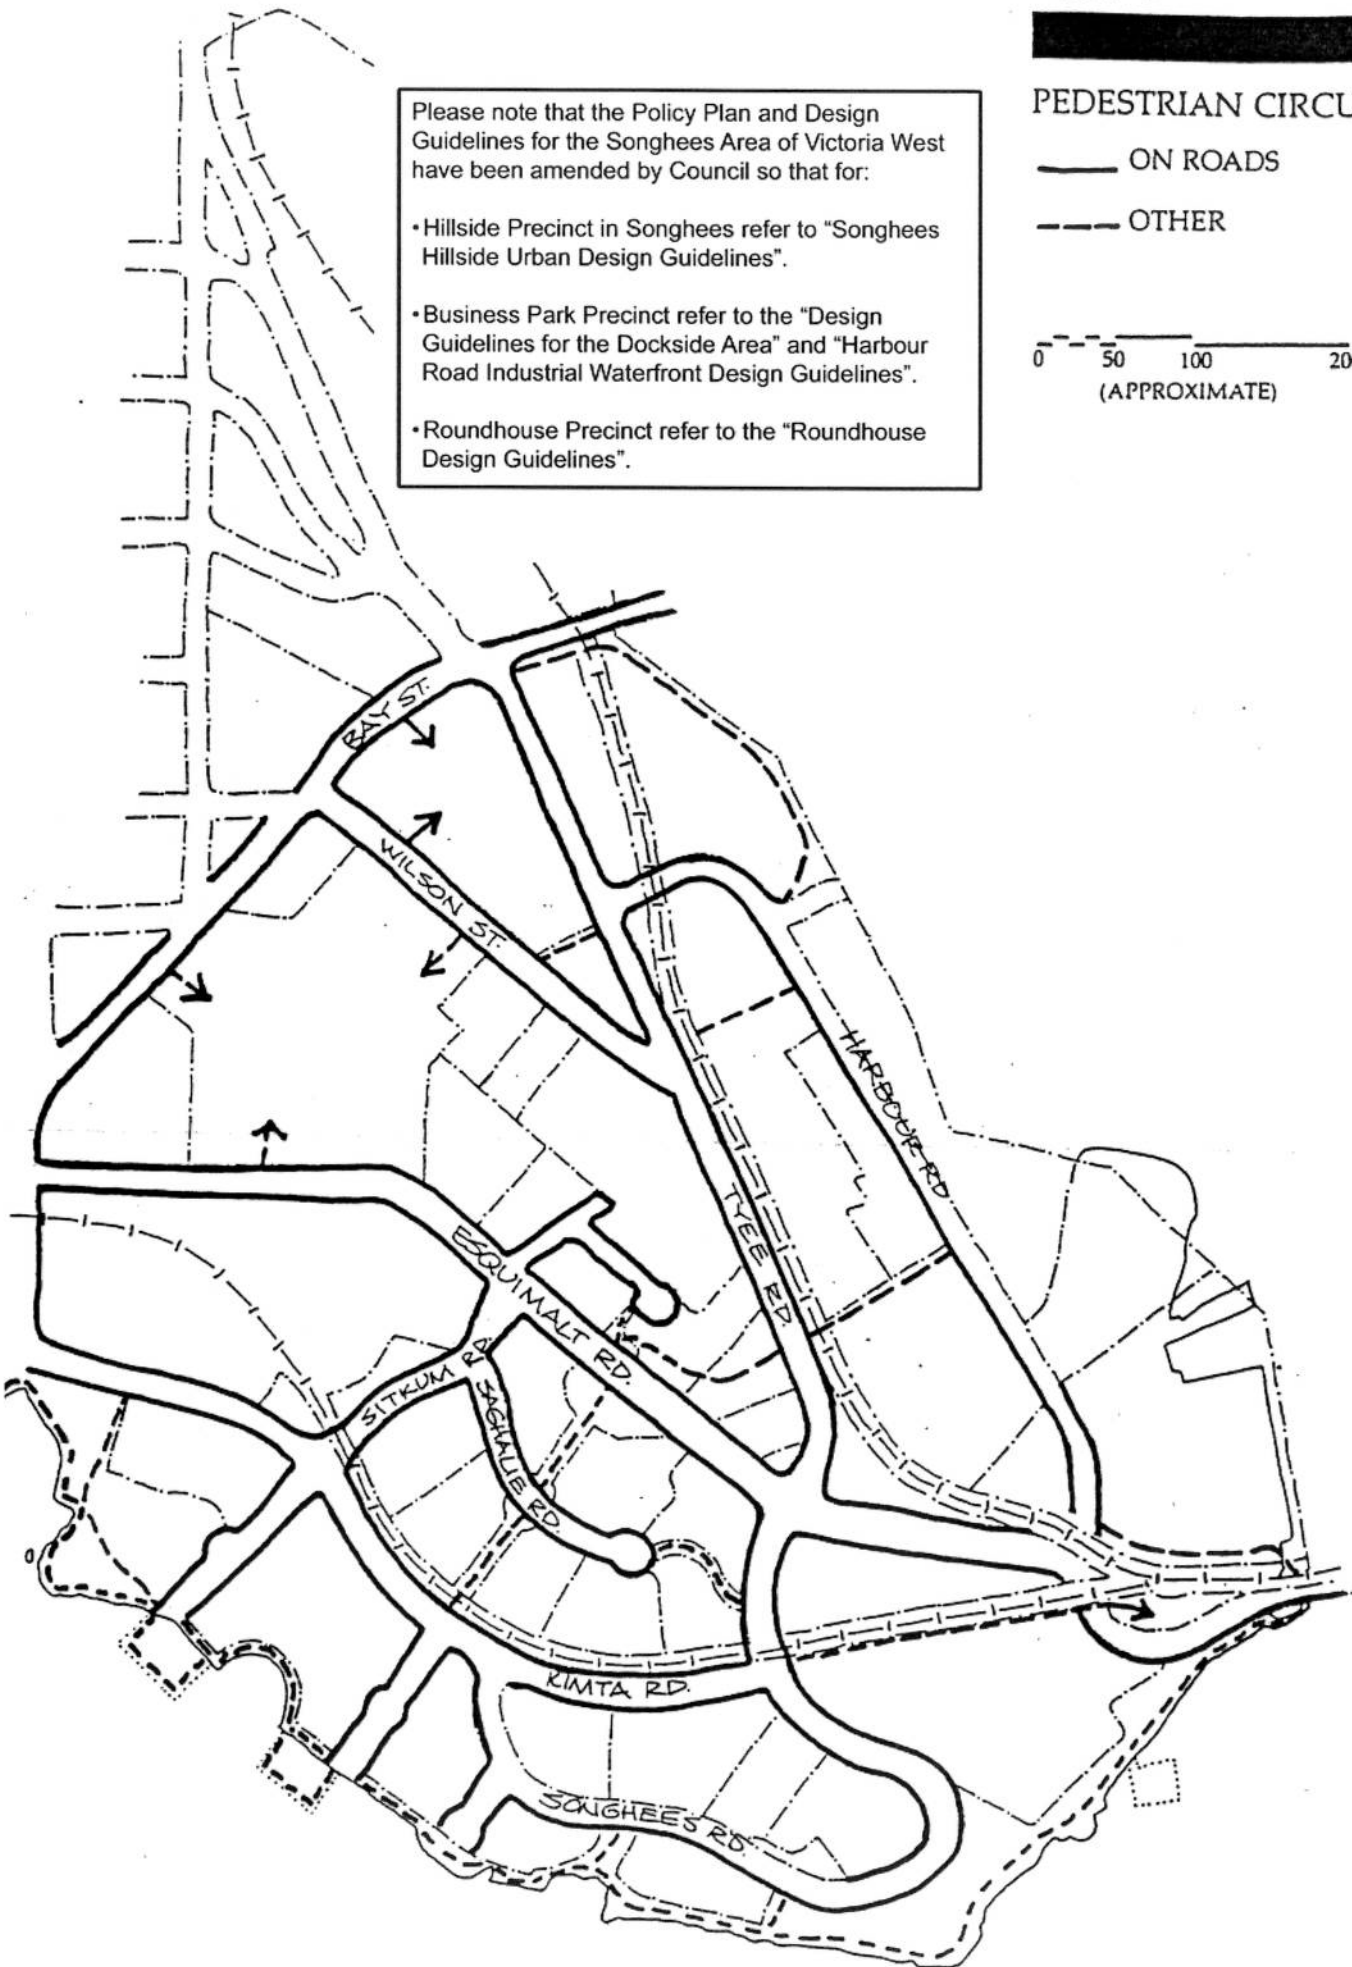 Please note that the Policy Plan and Design
Guidelines for the Songhees Area of Victoria West
have been amended by Council so that for:
•Hillside Precinct in Songhees refer to “Songhees
Hillside Urban Design Guidelines”.
•Business Park Precinct refer to the “Design
Guidelines for the Dockside Area” and “Harbour
Road Industrial Waterfront Design Guidelines”.
•Roundhouse Precinct refer to the “Roundhouse
Design Guidelines”.
PEDESTRIAN CIRCU
ON ROADS
OTHER
0 50 100 20
(APPROXIMATE)
BAY ST.
WILSON ST.
HARBOUR RD
TYEE RD.
ESQUIMALT RD.
SITKUM RD
SAGHALIE RD.
KIMTA RD.
SONGHEES RD.